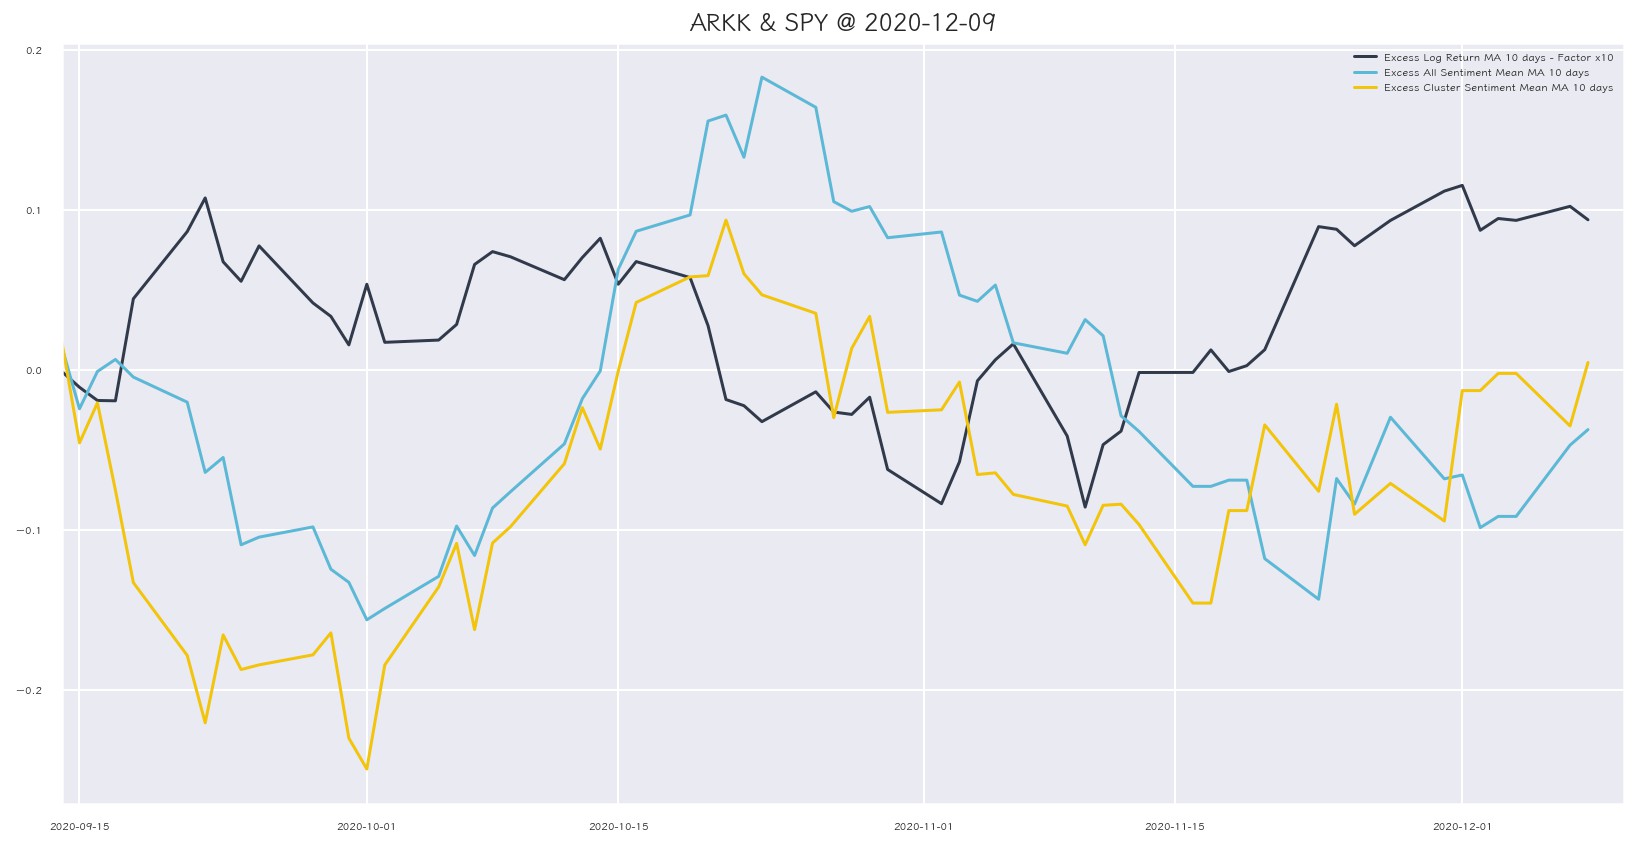 ARKK & SPY @ 2020-12-09
Excess Log Return MA 10 days - Factor x10
Excess All Sentiment Mean MA 10 days
Excess Cluster Sentiment Mean MA 10 days
0.2
0.1
0.0
−0.1
−0.2
2020-09-15 2020-10-01 2020-10-15 2020-11-01 2020-11-15 2020-12-01